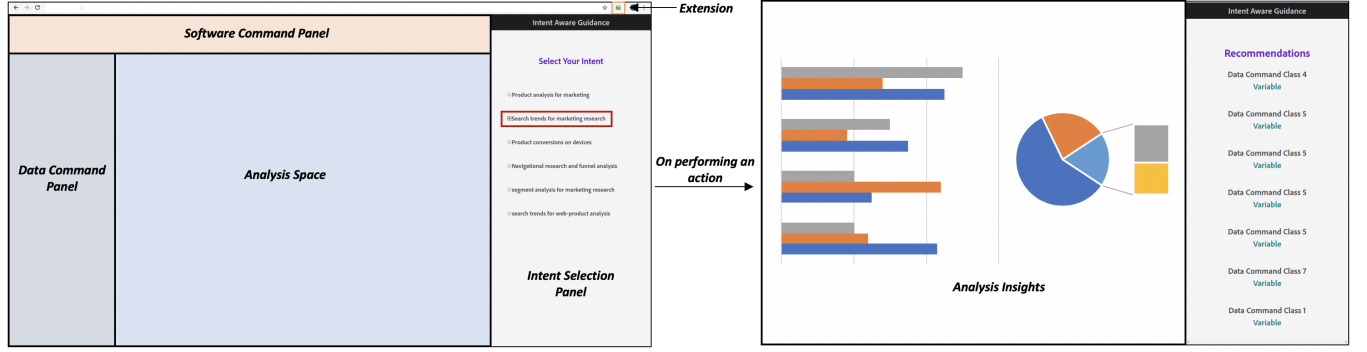 Extension
Intent Aware Guidance
Software Command Panel
Select Your Intent
Product analysis for marketing
Search trends for marketing research
Product conversions on devices
Navigational research and funnel analysis
segment analysis for marketing research
search trends for web-product analysis
Data Command
Panel
Analysis Space
Intent Selection
Panel
On performing an
action
Analysis Insights
Intent Aware Guidance
Recommendations
Data Command Class 4
Variable
Data Command Class 5
Variable
Data Command Class 5
Variable
Data Command Class 5
Variable
Data Command Class 5
Variable
Data Command Class 7
Variable
Data Command Class 1
Variable